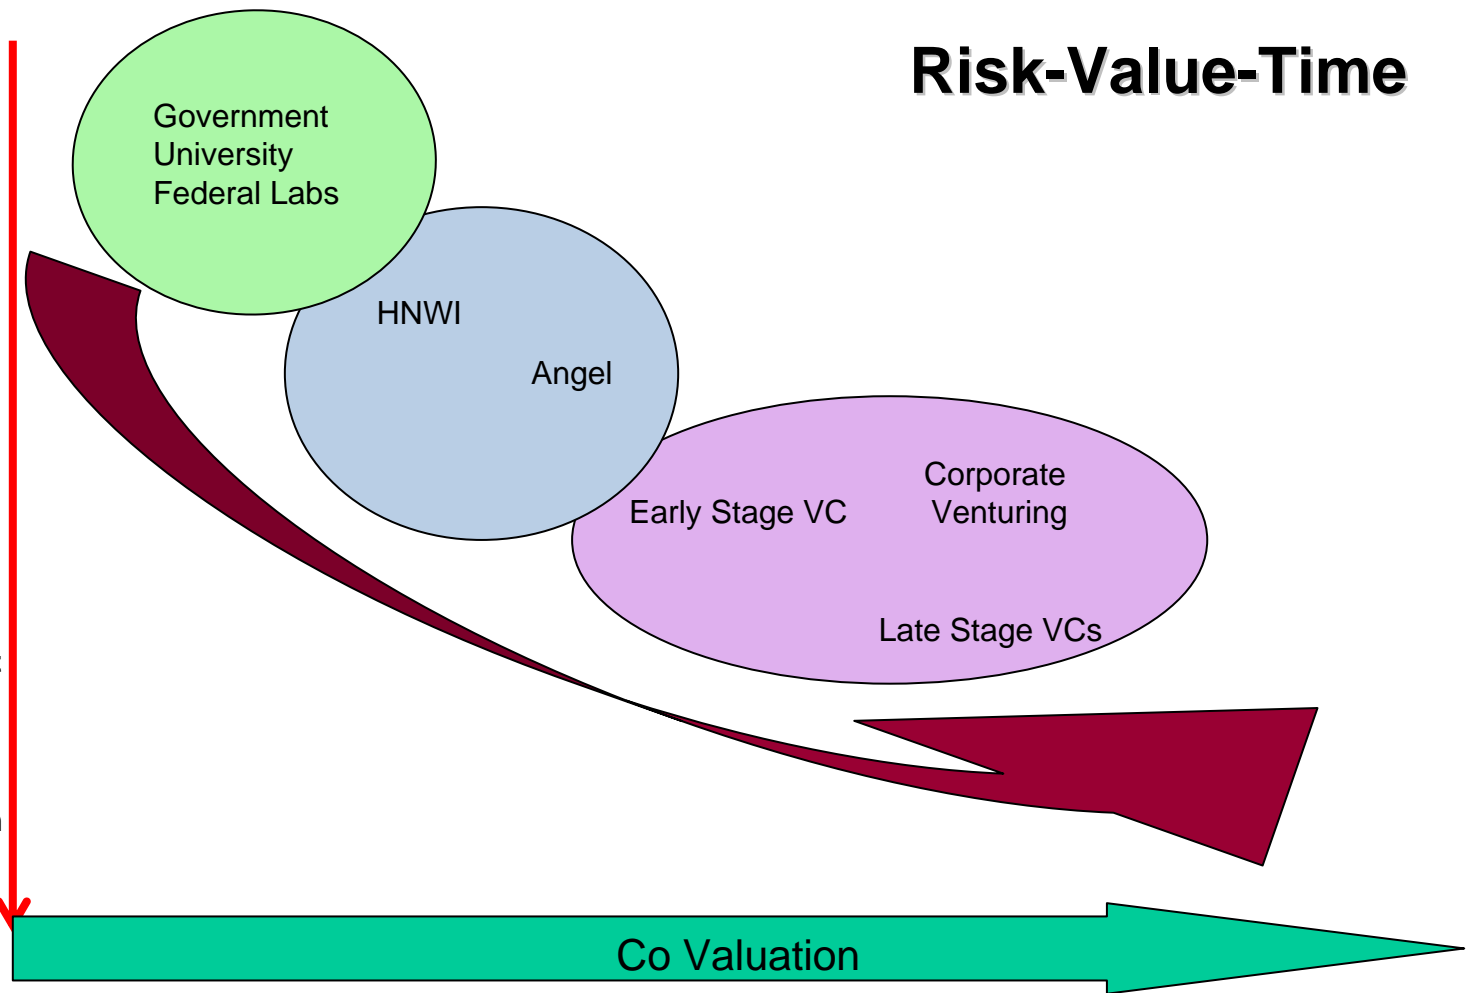 Risk-Value-Time
Government
University
Federal Labs
HNWI
Angel
Corporate
Venturing
Early Stage VC
Late Stage VCs
Co Valuation